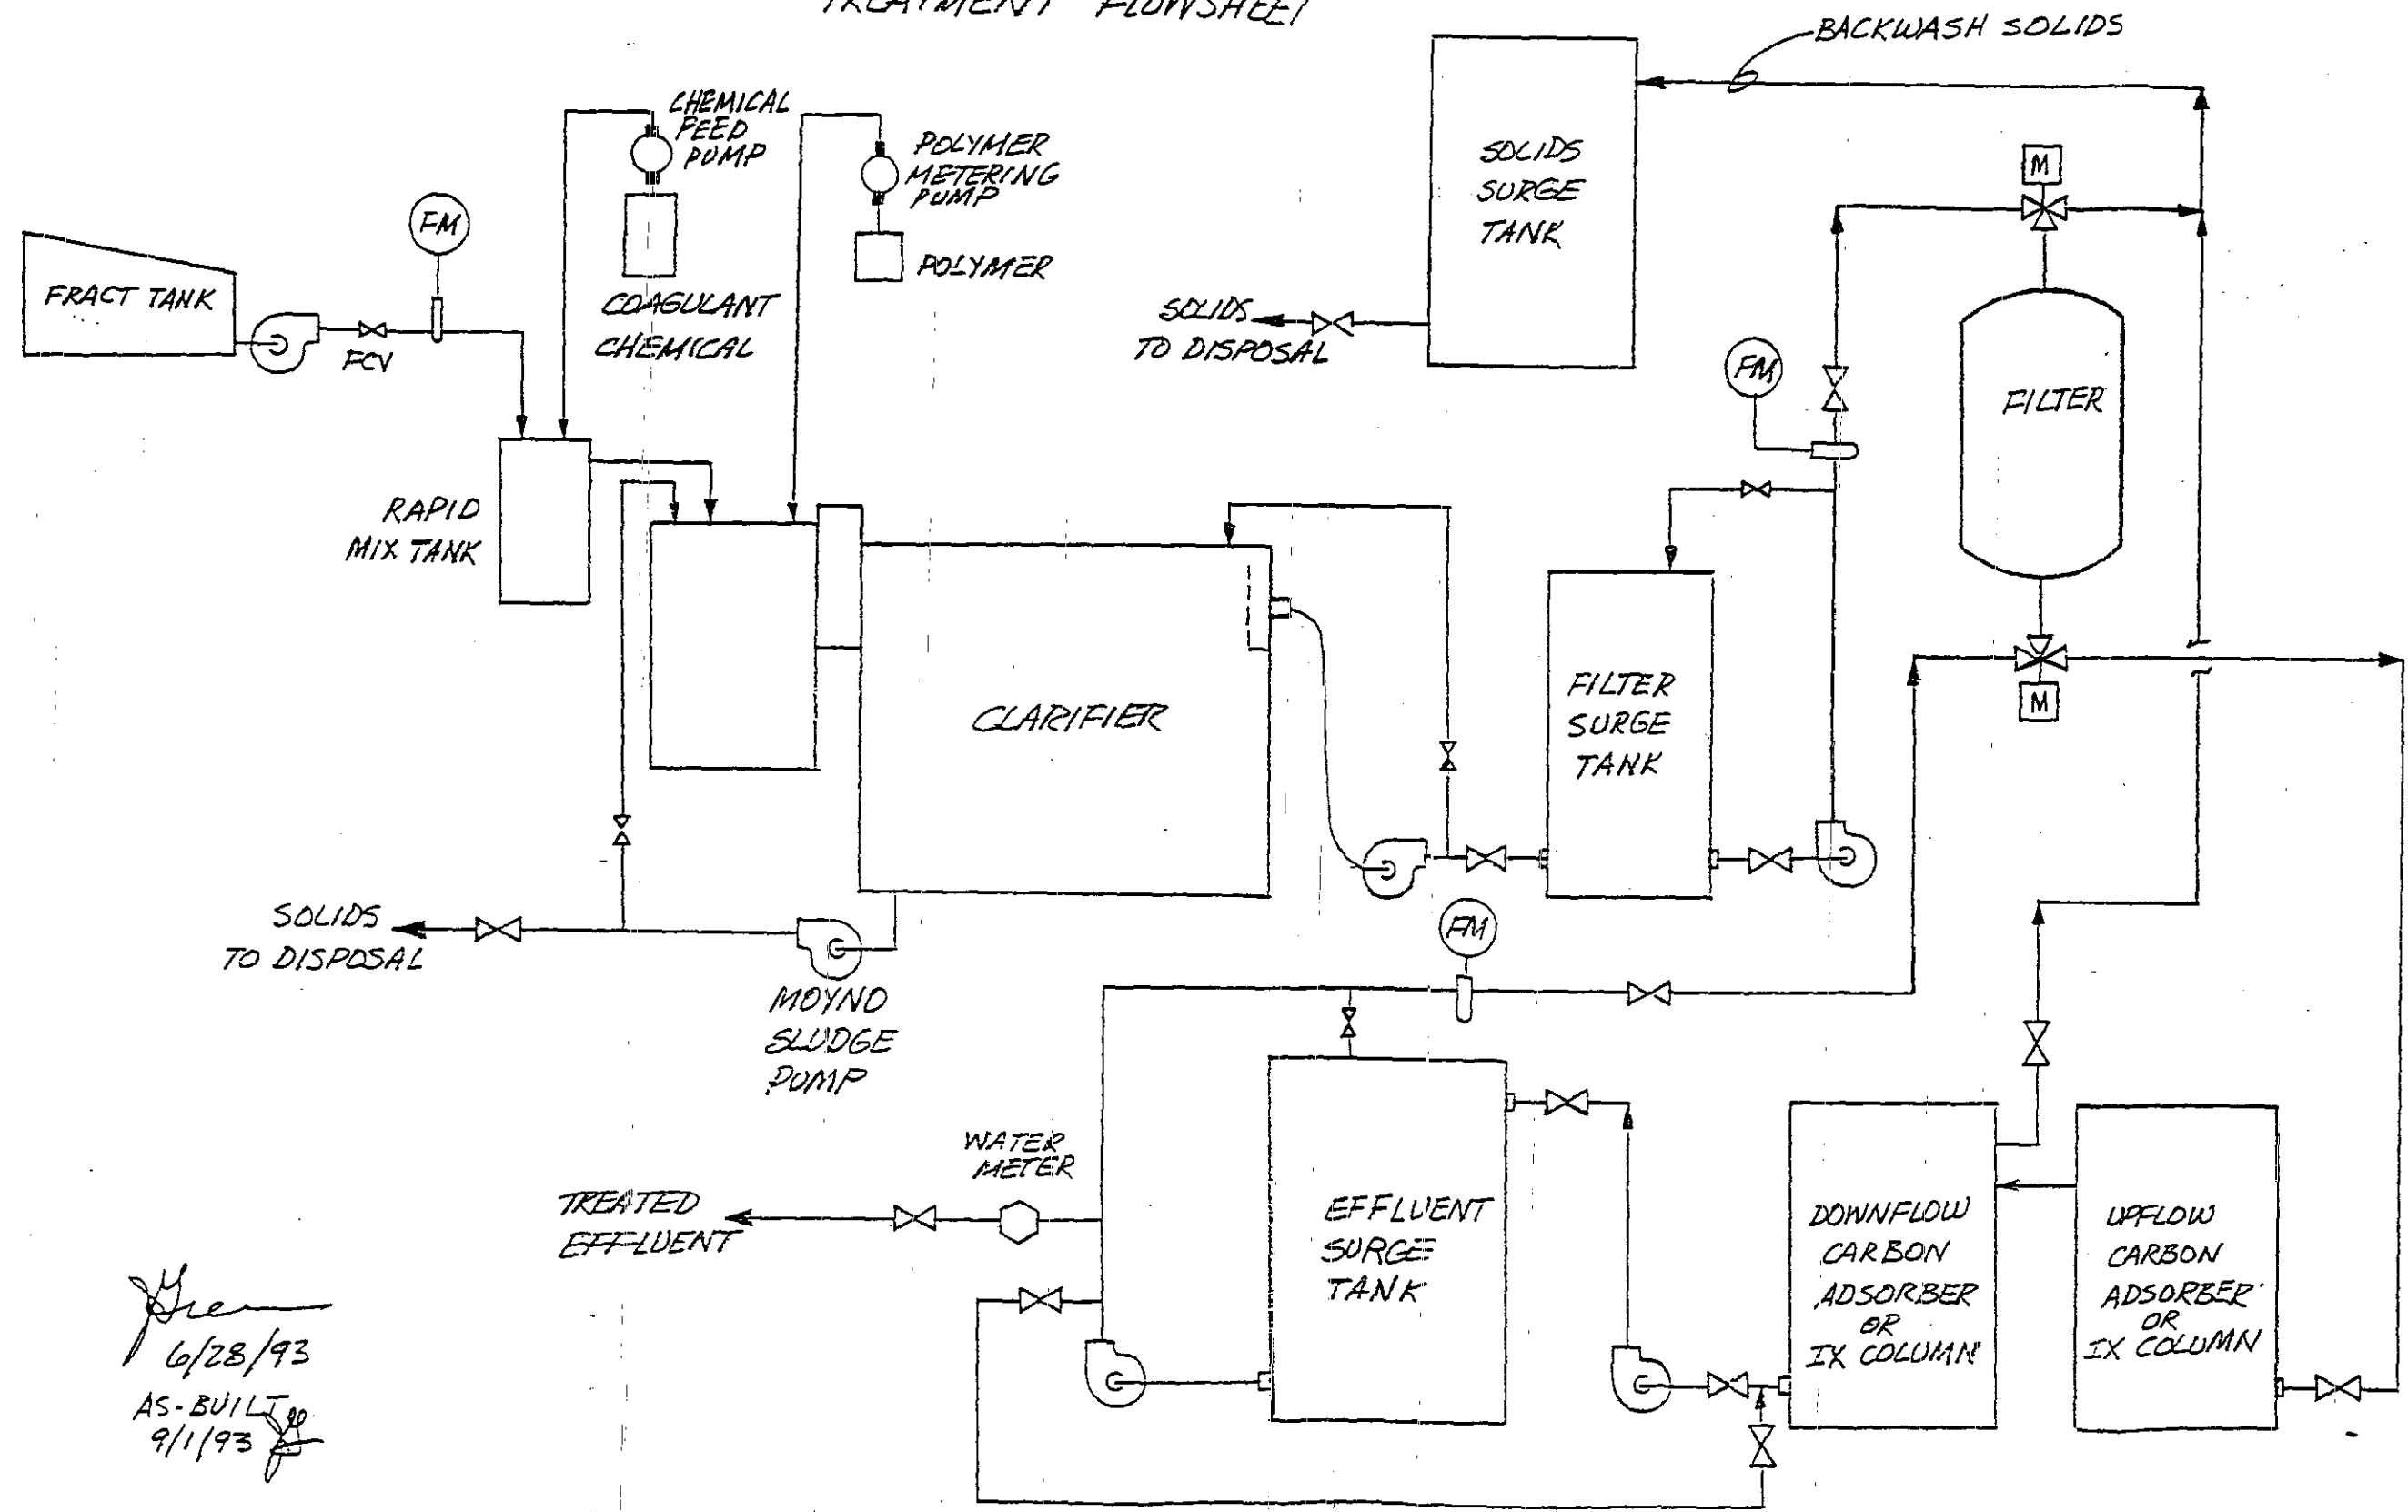 TREATMENT FLOWSHEET
BACKWASH SOLIDS
CHEMICAL
FEED
PUMP
POLYMER
METERING
PUMP
POLYMER
COAGULANT
CHEMICAL
FM
FRACT TANK
FCV
RAPID
MIX TANK
SOLIDS
SURGE
TANK
SOLIDS
TO DISPOSAL
M
FM
FILTER
M
CLARIFIER
FILTER
SURGE
TANK
SOLIDS
TO DISPOSAL
MOYNO
SLUDGE
PUMP
FM
WATER
METER
TREATED
EFFLUENT
EFFLUENT
SURGE
TANK
DOWNFLOW
CARBON
ADSORBER
OR
IX COLUMN
UPFLOW
CARBON
ADSORBER
OR
IX COLUMN
6/28/93
AS-BUILT
9/1/93